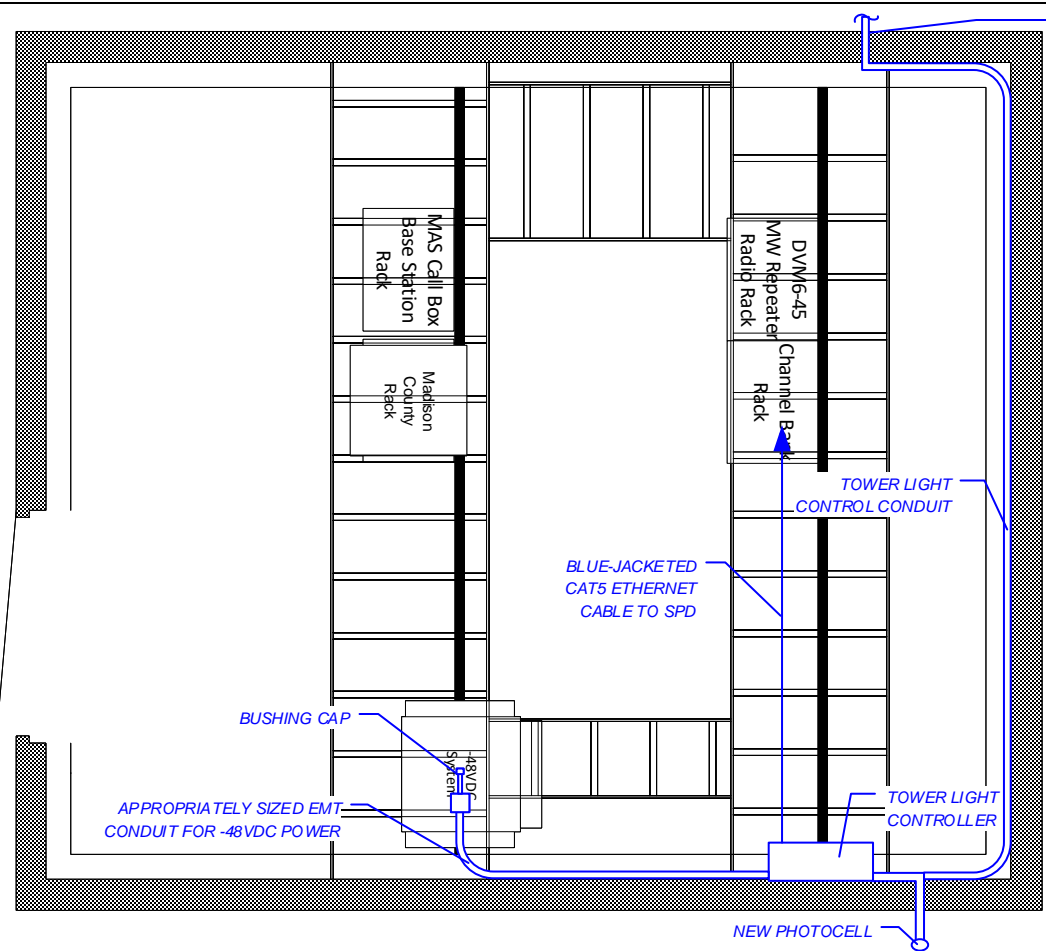 MAS Call Box
Base Station
Rack
DVM6-45
MW Repeater
Radio Rack
Madison
County
Rack
Channel Bank
Rack
TOWER LIGHT
CONTROL CONDUIT
BLUE-JACKETED
CAT5 ETHERNET
CABLE TO SPD
BUSHING CAP
-48VDC
System
APPROPRIATELY SIZED EMT
CONDUIT FOR -48VDC POWER
TOWER LIGHT
CONTROLLER
NEW PHOTOCELL